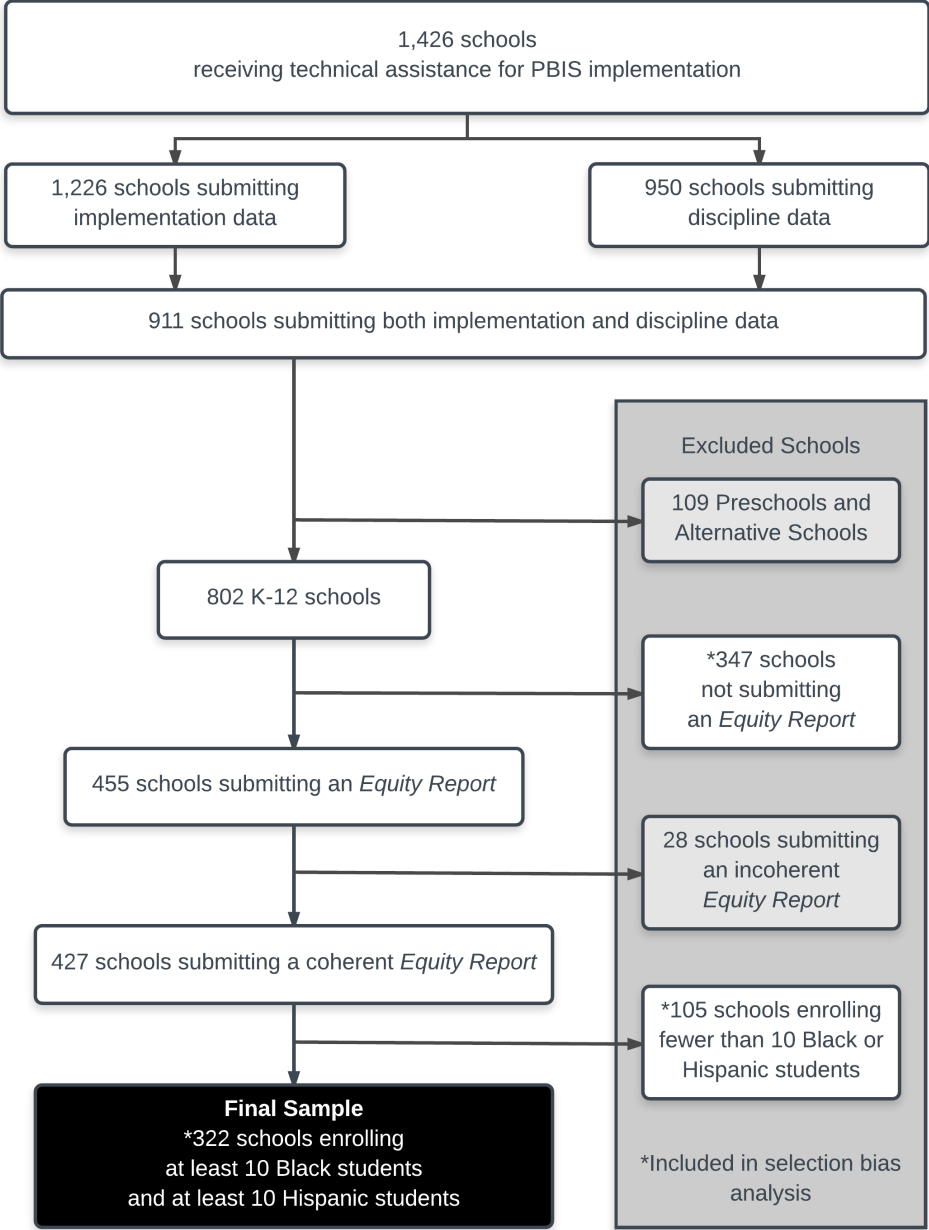 1,426 schools
receiving technical assistance for PBIS implementation
1,226 schools submitting
implementation data
950 schools submitting
discipline data
911 schools submitting both implementation and discipline data
Excluded Schools
109 Preschools and
Alternative Schools
802 K-12 schools
*347 schools
not submitting
an Equity Report
455 schools submitting an Equity Report
28 schools submitting
an incoherent
Equity Report
427 schools submitting a coherent Equity Report
*105 schools enrolling
fewer than 10 Black or
Hispanic students
Final Sample
*322 schools enrolling
at least 10 Black students
and at least 10 Hispanic students
*Included in selection bias
analysis